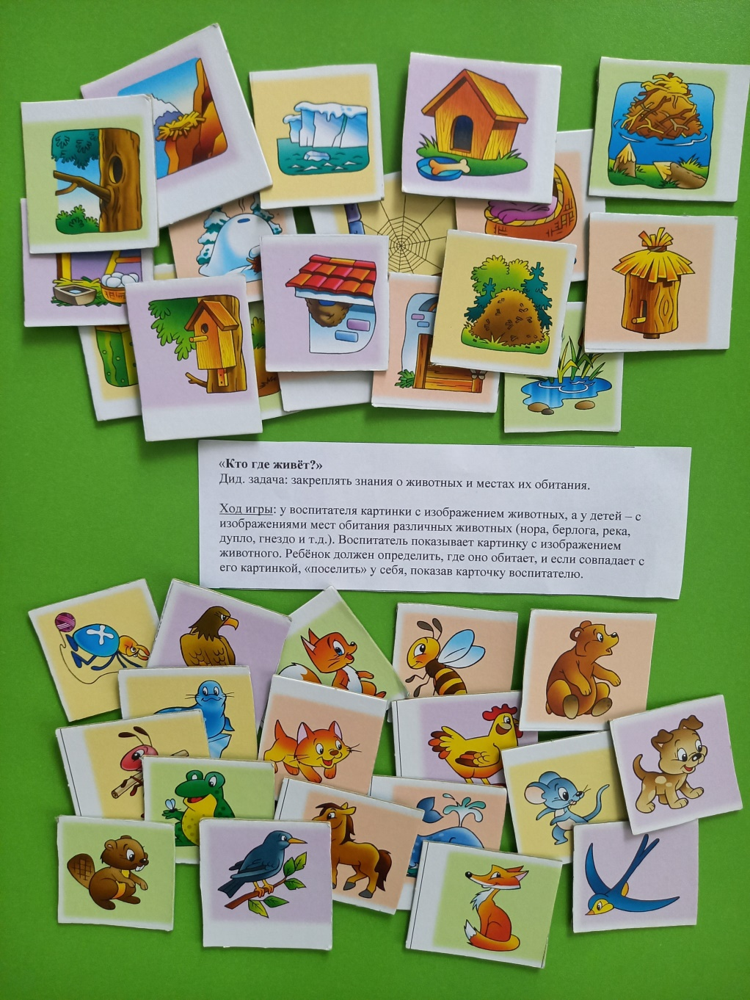 «Кто где живёт?»
Дид. задача: закреплять знания о животных и местах их обитания.
Ход игры: у воспитателя картинки с изображением животных, а у детей – с
изображениями мест обитания различных животных (нора, берлога, река,
дупло, гнездо и т.д.). Воспитатель показывает картинку с изображением
животного. Ребёнок должен определить, где оно обитает, и если совпадает с
его картинкой, «поселить» у себя, показав карточку воспитателю.